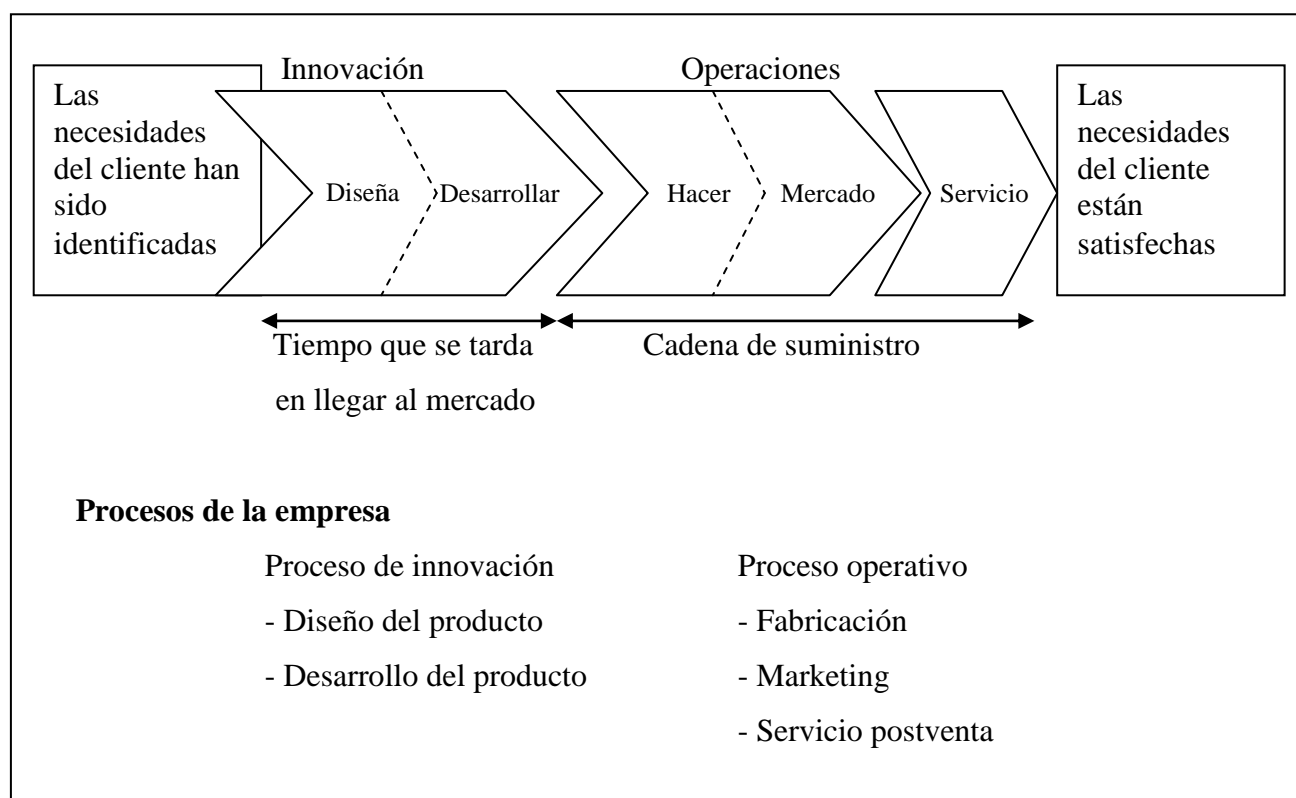 Innovación
Operaciones
Las
necesidades
del cliente han
sido
identificadas
Diseña
Desarrollar
Hacer
Mercado
Servicio
Las
necesidades
del cliente
están
satisfechas
Tiempo que se tarda
en llegar al mercado
Cadena de suministro
Procesos de la empresa
Proceso de innovación
- Diseño del producto
- Desarrollo del producto
Proceso operativo
- Fabricación
- Marketing
- Servicio postventa